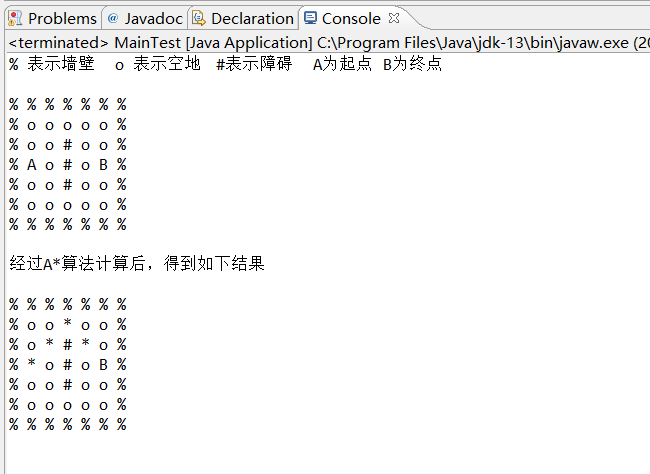 Problems @ Javadoc Declaration Console
<terminated> MainTest [Java Application] C:\Program Files\Java\jdk-13\bin\javaw.exe (20
% 表示墙壁  o 表示空地  #表示障碍  A为起点 B为终点
% % % % % % %
% o o o o o %
% o o # o o %
% A o # o B %
% o o # o o %
% o o o o o %
% % % % % % %
经过A*算法计算后，得到如下结果
% % % % % % %
% o o * o o %
% o * # * o %
% * o # o B %
% o o # o o %
% o o o o o %
% % % % % % %